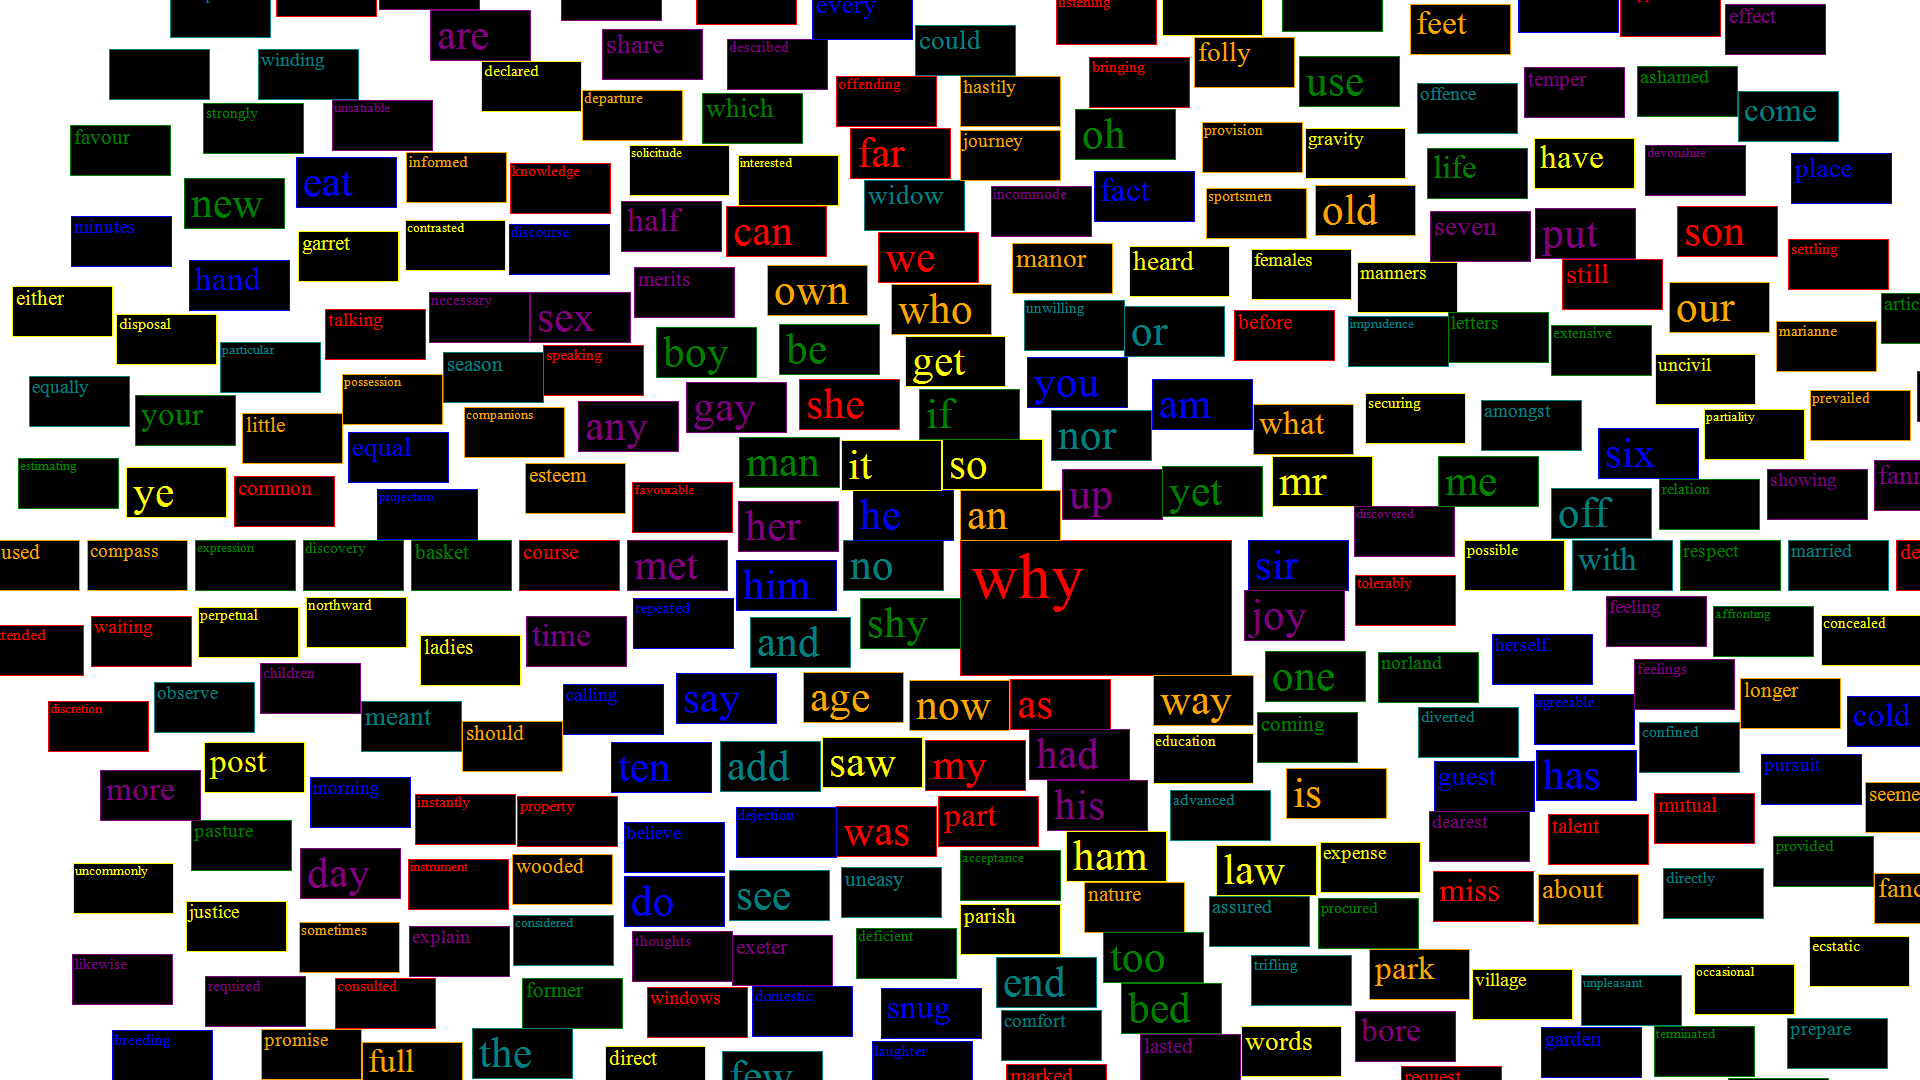 every
listening
are
share
described
could
folly
feet
effect
winding
declared
departure
which
offending
hastily
bringing
use
offence
temper
ashamed
come
strongly
unsatiable
favour
informed
knowledge
solicitude
interested
far
journey
oh
provision
gravity
life
have
devonshire
place
new
eat
half
can
widow
incommode
fact
sportsmen
old
seven
put
son
settling
minutes
hand
garret
contrasted
discourse
merits
own
we
manor
heard
females
manners
still
our
either
disposal
talking
necessary
sex
who
unwilling
or
before
imprudence
letters
extensive
marianne
particular
season
speaking
boy
be
get
you
am
uncivil
equally
your
little
possession
companions
any
gay
she
if
nor
what
securing
amongst
six
partiality
prevailed
equal
esteem
man
it
so
up
yet
mr
me
off
relation
showing
estimating
ye
common
projection
favourable
her
he
an
discovered
used
compass
expression
discovery
basket
course
met
him
no
why
sir
tolerably
possible
with
respect
married
waiting
perpetual
northward
ladies
time
repeated
and
shy
joy
feeling
affronting
concealed
discretion
observe
children
meant
should
calling
say
age
now
as
way
one
norland
herself
feelings
longer
cold
post
more
morning
instantly
property
ten
add
saw
my
had
education
coming
diverted
agreeable
confined
pursuit
pasture
day
instrument
wooded
believe
dejection
was
part
his
advanced
is
guest
has
mutual
dearest
talent
provided
uncommonly
justice
sometimes
explain
considered
do
see
uneasy
acceptance
ham
law
expense
miss
about
directly
likewise
required
consulted
former
thoughts
exeter
deficient
parish
nature
assured
procured
ecstatic
windows
domestic
snug
end
too
trifling
park
village
unpleasant
occasional
breeding
promise
full
the
direct
few
laughter
comfort
bed
lasted
words
bore
garden
terminated
prepare
marked
request